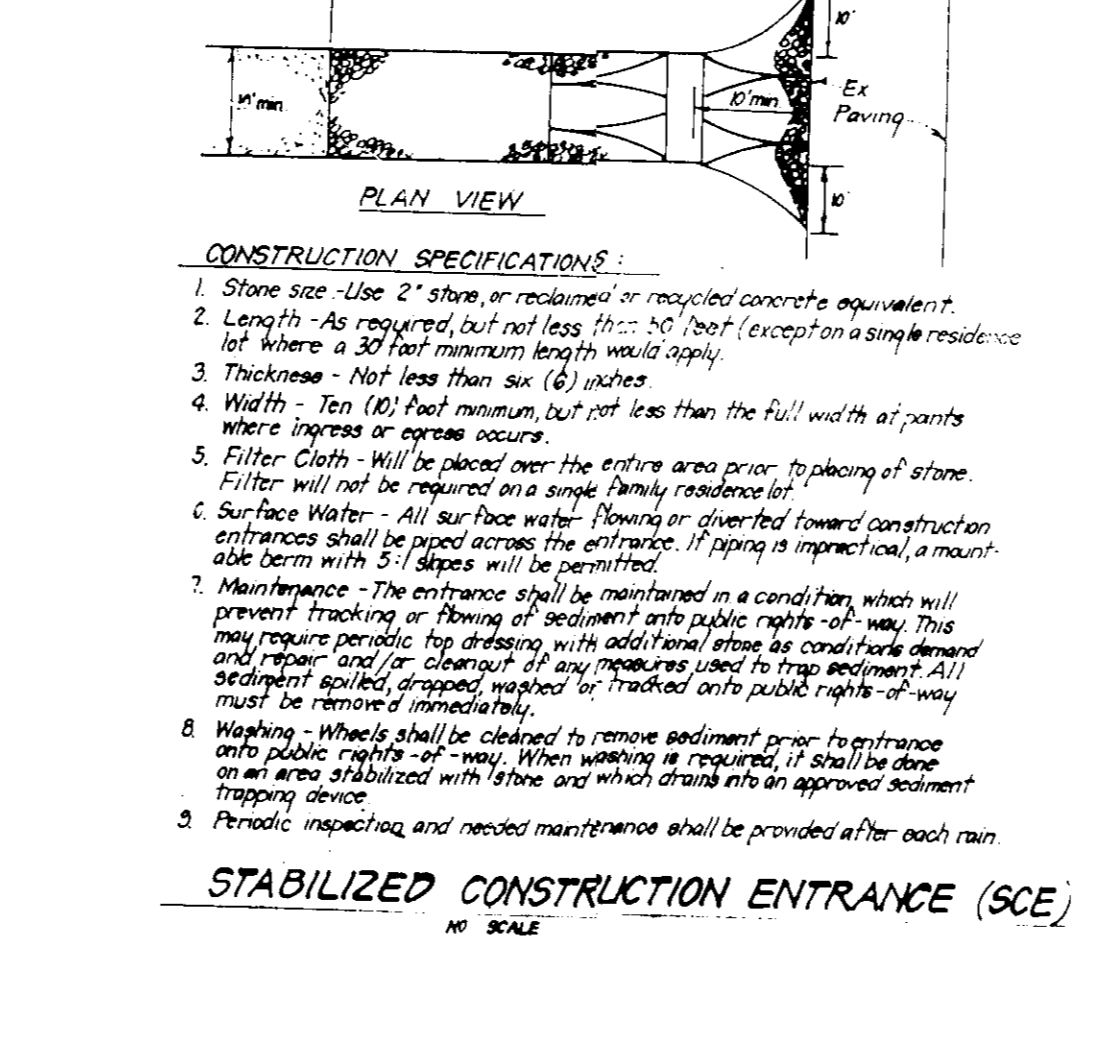 10'
Ex
Paving
10' min
10' min.
10'
PLAN VIEW
CONSTRUCTION SPECIFICATIONS :
1. Stone size - Use 2" stone, or reclaimed or recycled concrete equivalent.
2. Length - As required, but not less than 50 feet (except on a single residence
lot where a 30 foot minimum length would apply.
3. Thickness - Not less than six (6) inches.
4. Width - Ten (10) foot minimum, but not less than the full width at points
where ingress or egress occurs.
5. Filter Cloth - Will be placed over the entire area prior to placing of stone.
Filter will not be required on a single family residence lot.
6. Surface Water - All surface water flowing or diverted toward construction
entrances shall be piped across the entrance. If piping is impractical, a mount-
able berm with 5:1 slopes will be permitted.
7. Maintenance - The entrance shall be maintained in a condition, which will
prevent tracking or flowing of sediment onto public rights-of-way. This
may require periodic top dressing with additional stone as conditions demand
and repair and/or cleanout of any measures used to trap sediment. All
sediment spilled, dropped, washed or tracked onto public rights-of-way
must be removed immediately.
8. Washing - Wheels shall be cleaned to remove sediment prior to entrance
onto public rights-of-way. When washing is required, it shall be done
on an area stabilized with stone and which drains into an approved sediment
trapping device.
9. Periodic inspection and needed maintenance shall be provided after each rain.
STABILIZED CONSTRUCTION ENTRANCE (SCE)
NO SCALE